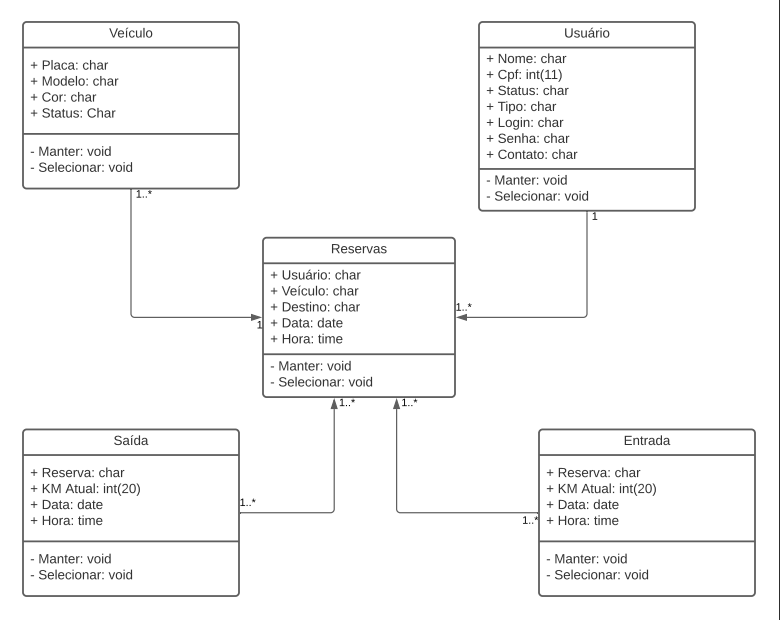 Veículo
+ Placa: char
+ Modelo: char
+ Cor: char
+ Status: Char
- Manter: void
- Selecionar: void
1..*
Usuário
+ Nome: char
+ Cpf: int(11)
+ Status: char
+ Tipo: char
+ Login: char
+ Senha: char
+ Contato: char
- Manter: void
- Selecionar: void
1
Reservas
+ Usuário: char
+ Veículo: char
+ Destino: char
+ Data: date
+ Hora: time
- Manter: void
- Selecionar: void
1
1..*
1..*
1..*
Saída
+ Reserva: char
+ KM Atual: int(20)
+ Data: date
+ Hora: time
- Manter: void
- Selecionar: void
1..*
Entrada
+ Reserva: char
+ KM Atual: int(20)
+ Data: date
+ Hora: time
- Manter: void
- Selecionar: void
1..*